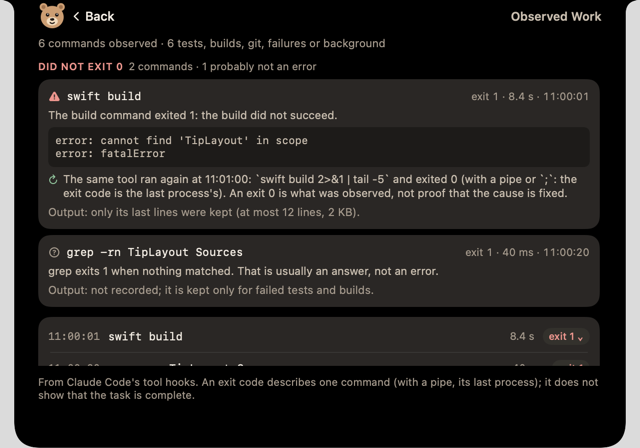 Back
Observed Work
6 commands observed · 6 tests, builds, git, failures or background
DID NOT EXIT 0 2 commands · 1 probably not an error
swift build
exit 1 · 8.4 s · 11:00:01
The build command exited 1: the build did not succeed.
error: cannot find 'TipLayout' in scope
error: fatalError
The same tool ran again at 11:01:00: `swift build 2>&1 | tail -5` and exited 0 (with a pipe or `;`: the
exit code is the last process's). An exit 0 is what was observed, not proof that the cause is fixed.
Output: only its last lines were kept (at most 12 lines, 2 KB).
grep -rn TipLayout Sources
exit 1 · 40 ms · 11:00:20
grep exits 1 when nothing matched. That is usually an answer, not an error.
Output: not recorded; it is kept only for failed tests and builds.
11:00:01 swift build
8.4 s exit 1
From Claude Code's tool hooks. An exit code describes one command (with a pipe, its last process); it does not
show that the task is complete.